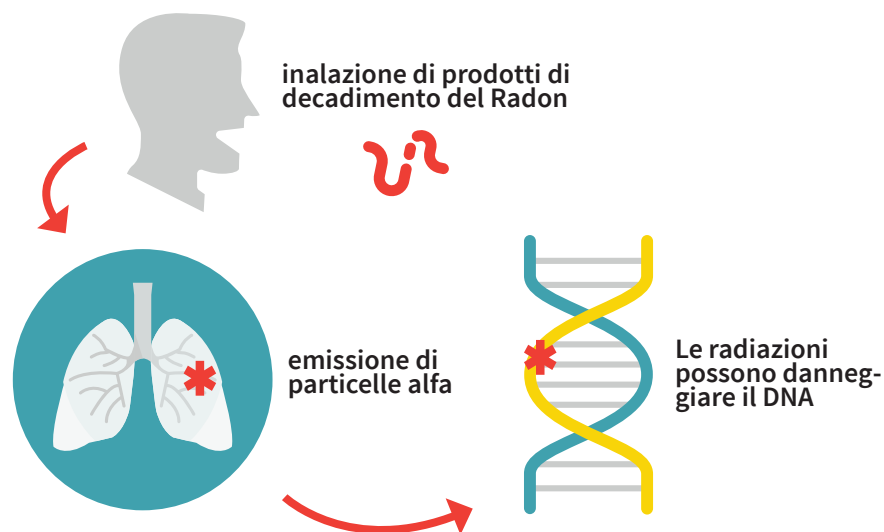 inalazione di prodotti di
decadimento del Radon
emissione di
particelle alfa
Le radiazioni
possono danneg-
giare il DNA